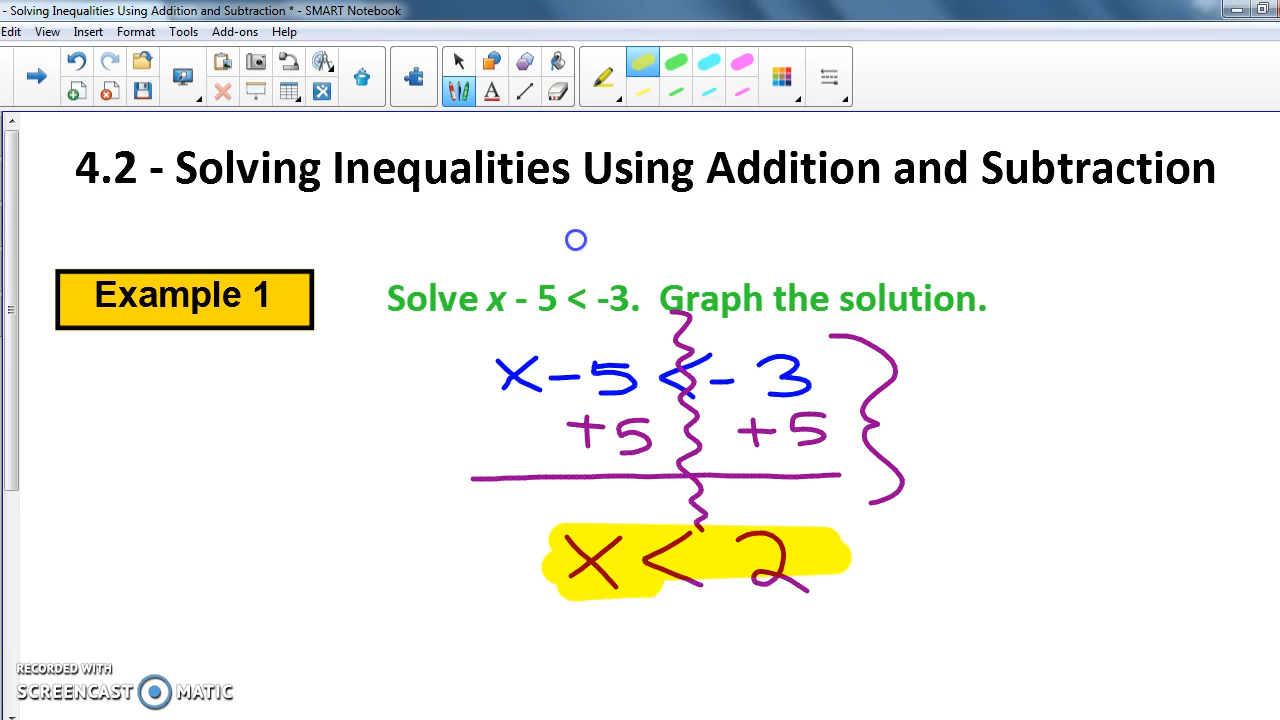 - Solving Inequalities Using Addition and Subtraction * - SMART Notebook
Edit View Insert Format Tools Add-ons Help
4.2 - Solving Inequalities Using Addition and Subtraction
Example 1
Solve x - 5 < -3. Graph the solution.
x - 5 < - 3
+5 +5
x < 2
RECORDED WITH
SCREENCAST MATIC